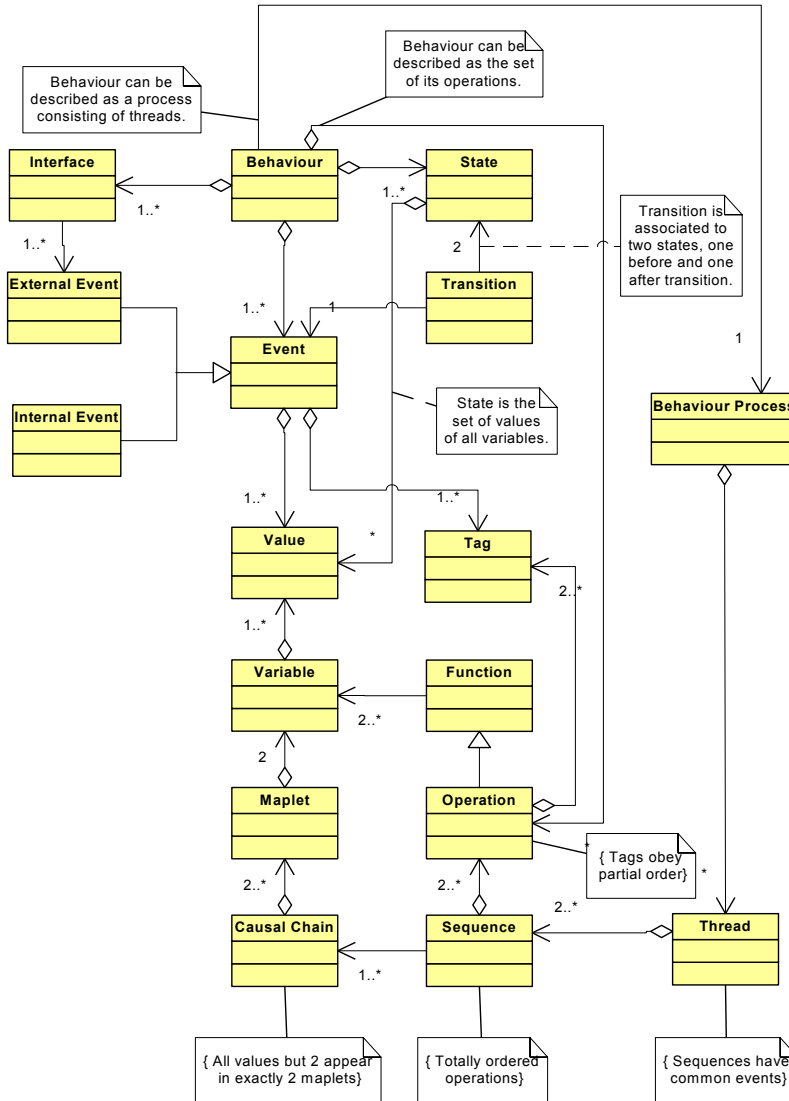 Behaviour can be
described as the set
of its operations.
Behaviour can be
described as a process
consisting of threads.
Interface
Behaviour
State
1..*
1..*
Transition is
associated to
two states, one
before and one
after transition.
1..*
2
External Event
Transition
1..*
1
1
Event
Behaviour Process
Internal Event
State is the
set of values
of all variables.
1..*
1..*
*
Value
Tag
2..*
1..*
Variable
Function
2..*
2
Maplet
Operation
*
{ Tags obey
partial order}
*
2..*
2..*
2..*
Causal Chain
Sequence
Thread
1..*
{ All values but 2 appear
in exactly 2 maplets}
{ Totally ordered
operations}
{ Sequences have
common events}